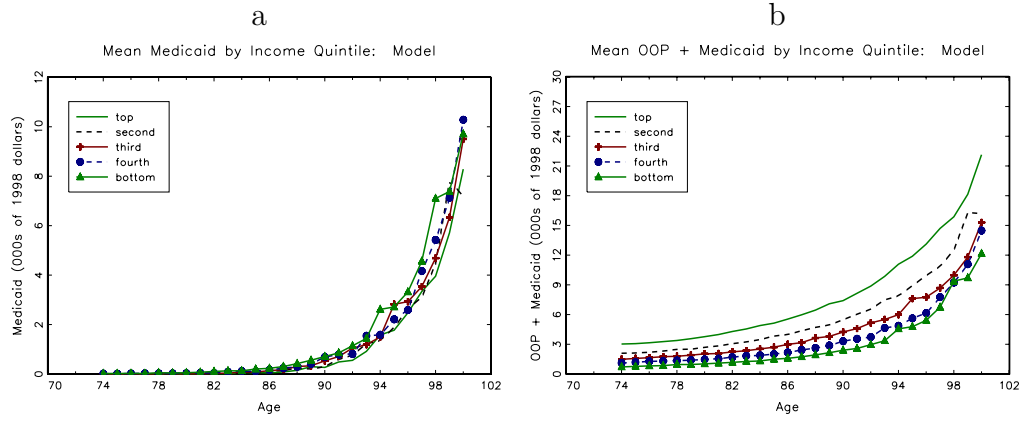 a
Mean Medicaid by Income Quintile: Model
Medicaid (000s of 1998 dollars)
12
10
8
6
4
2
0
top
second
third
fourth
bottom
70 74 78 82 86 90 94 98 102
Age
b
Mean OOP + Medicaid by Income Quintile: Model
OOP + Medicaid (000s of 1998 dollars)
30
27
24
21
18
15
12
9
6
3
0
top
second
third
fourth
bottom
70 74 78 82 86 90 94 98 102
Age